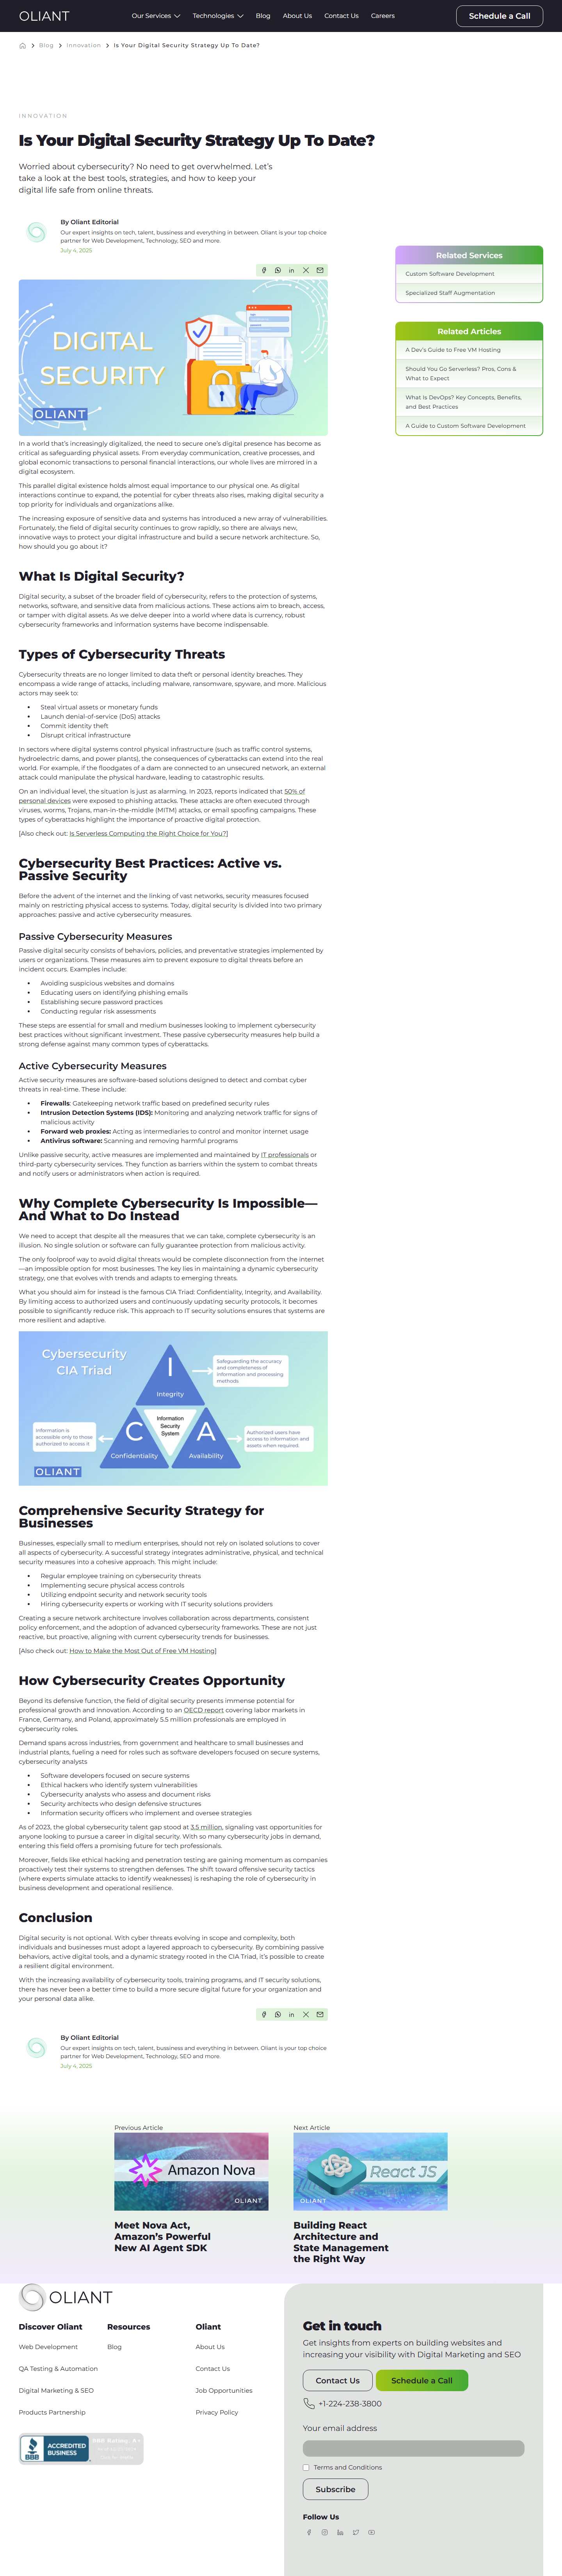 OLIANT
Our Services
Technologies
Blog
About Us
Contact Us
Careers
Schedule a Call
Blog
Innovation
Is Your Digital Security Strategy Up To Date?
INNOVATION
Is Your Digital Security Strategy Up To Date?
Worried about cybersecurity? No need to get overwhelmed. Let's
take a look at the best tools, strategies, and how to keep your
digital life safe from online threats.
By Oliant Editorial
Our expert insights on tech, talent, bussiness and everything in between. Oliant is your top choice
partner for Web Development, Technology, SEO and more.
July 4, 2025
Related Services
Custom Software Development
Specialized Staff Augmentation
Related Articles
A Dev's Guide to Free VM Hosting
Should You Go Serverless? Pros, Cons &
What to Expect
What Is DevOps? Key Concepts, Benefits,
and Best Practices
A Guide to Custom Software Development
DIGITAL
SECURITY
OLIANT
In a world that's increasingly digitalized, the need to secure one's digital presence has become as
critical as safeguarding physical assets. From everyday communication, creative processes, and
global economic transactions to personal financial interactions, our whole lives are mirrored in a
digital ecosystem.
This parallel digital existence holds almost equal importance to our physical one. As digital
interactions continue to expand, the potential for cyber threats also rises, making digital security a
top priority for individuals and organizations alike.
The increasing exposure of sensitive data and systems has introduced a new array of vulnerabilities.
Fortunately, the field of digital security continues to grow rapidly, so there are always new,
innovative ways to protect your digital infrastructure and build a secure network architecture. So,
how should you go about it?
What Is Digital Security?
Digital security, a subset of the broader field of cybersecurity, refers to the protection of systems,
networks, software, and sensitive data from malicious actions. These actions aim to breach, access,
or tamper with digital assets. As we delve deeper into a world where data is currency, robust
cybersecurity frameworks and information systems have become indispensable.
Types of Cybersecurity Threats
Cybersecurity threats are no longer limited to data theft or personal identity breaches. They
encompass a wide range of attacks, including malware, ransomware, spyware, and more. Malicious
actors may seek to:
• Steal virtual assets or monetary funds
• Launch denial-of-service (DoS) attacks
• Commit identity theft
• Disrupt critical infrastructure
In sectors where digital systems control physical infrastructure (such as traffic control systems,
hydroelectric dams, and power plants), the consequences of cyberattacks can extend into the real
world. For example, if the floodgates of a dam are connected to an unsecured network, an external
attack could manipulate the physical hardware, leading to catastrophic results.
On an individual level, the situation is just as alarming. In 2023, reports indicated that 50% of
personal devices were exposed to phishing attacks. These attacks are often executed through
viruses, worms, Trojans, man-in-the-middle (MITM) attacks, or email spoofing campaigns. These
types of cyberattacks highlight the importance of proactive digital protection.
[Also check out: Is Serverless Computing the Right Choice for You?]
Cybersecurity Best Practices: Active vs.
Passive Security
Before the advent of the internet and the linking of vast networks, security measures focused
mainly on restricting physical access to systems. Today, digital security is divided into two primary
approaches: passive and active cybersecurity measures.
Passive Cybersecurity Measures
Passive digital security consists of behaviors, policies, and preventative strategies implemented by
users or organizations. These measures aim to prevent exposure to digital threats before an
incident occurs. Examples include:
• Avoiding suspicious websites and domains
• Educating users on identifying phishing emails
• Establishing secure password practices
• Conducting regular risk assessments
These steps are essential for small and medium businesses looking to implement cybersecurity
best practices without significant investment. These passive cybersecurity measures help build a
strong defense against many common types of cyberattacks.
Active Cybersecurity Measures
Active security measures are software-based solutions designed to detect and combat cyber
threats in real-time. These include:
• Firewalls: Gatekeeping network traffic based on predefined security rules
• Intrusion Detection Systems (IDS): Monitoring and analyzing network traffic for signs of
malicious activity
• Forward web proxies: Acting as intermediaries to control and monitor internet usage
• Antivirus software: Scanning and removing harmful programs
Unlike passive security, active measures are implemented and maintained by IT professionals or
third-party cybersecurity services. They function as barriers within the system to combat threats
and notify users or administrators when action is required.
Why Complete Cybersecurity Is Impossible—
And What to Do Instead
We need to accept that despite all the measures that we can take, complete cybersecurity is an
illusion. No single solution or software can fully guarantee protection from malicious activity.
The only foolproof way to avoid digital threats would be complete disconnection from the internet
—an impossible option for most businesses. The key lies in maintaining a dynamic cybersecurity
strategy, one that evolves with trends and adapts to emerging threats.
What you should aim for instead is the famous CIA Triad: Confidentiality, Integrity, and Availability.
By limiting access to authorized users and continuously updating security protocols, it becomes
possible to significantly reduce risk. This approach to IT security solutions ensures that systems are
more resilient and adaptive.
Cybersecurity
CIA Triad
I
Integrity
Safeguarding the accuracy
and completeness of
information and processing
methods
Information
Security
System
Information is
accessible only to those
authorized to access it
C
Confidentiality
A
Availability
Authorized users have
access to information and
assets when required
OLIANT
Comprehensive Security Strategy for
Businesses
Businesses, especially small to medium enterprises, should not rely on isolated solutions to cover
all aspects of cybersecurity. A successful strategy integrates administrative, physical, and technical
security measures into a cohesive approach. This might include:
• Regular employee training on cybersecurity threats
• Implementing secure physical access controls
• Utilizing endpoint security and network security tools
• Hiring cybersecurity experts or working with IT security solutions providers
Creating a secure network architecture involves collaboration across departments, consistent
policy enforcement, and the adoption of advanced cybersecurity frameworks. These are not just
reactive, but proactive, aligning with current cybersecurity trends for businesses.
[Also check out: How to Make the Most Out of Free VM Hosting]
How Cybersecurity Creates Opportunity
Beyond its defensive function, the field of digital security presents immense potential for
professional growth and innovation. According to an OECD report covering labor markets in
France, Germany, and Poland, approximately 5.5 million professionals are employed in
cybersecurity roles.
Demand spans across industries, from government and healthcare to small businesses and
industrial plants, fueling a need for roles such as software developers focused on secure systems,
cybersecurity analysts
• Software developers focused on secure systems
• Ethical hackers who identify system vulnerabilities
• Cybersecurity analysts who assess and document risks
• Security architects who design defensive structures
• Information security officers who implement and oversee strategies
As of 2023, the global cybersecurity talent gap stood at 3.5 million, signaling vast opportunities for
anyone looking to pursue a career in digital security. With so many cybersecurity jobs in demand,
entering this field offers a promising future for tech professionals.
Moreover, fields like ethical hacking and penetration testing are gaining momentum as companies
proactively test their systems to strengthen defenses. The shift toward offensive security tactics
(where experts simulate attacks to identify weaknesses) is reshaping the role of cybersecurity in
business development and operational resilience.
Conclusion
Digital security is not optional. With cyber threats evolving in scope and complexity, both
individuals and businesses must adopt a layered approach to cybersecurity. By combining passive
behaviors, active digital tools, and a dynamic strategy rooted in the CIA Triad, it's possible to create
a resilient digital environment.
With the increasing availability of cybersecurity tools, training programs, and IT security solutions,
there has never been a better time to build a more secure digital future for your organization and
your personal data alike.
By Oliant Editorial
Our expert insights on tech, talent, bussiness and everything in between. Oliant is your top choice
partner for Web Development, Technology, SEO and more.
July 4, 2025
Previous Article
Amazon Nova
OLIANT
Meet Nova Act,
Amazon's Powerful
New AI Agent SDK
Next Article
React JS
OLIANT
Building React
Architecture and
State Management
the Right Way
OLIANT
Discover Oliant
Web Development
QA Testing & Automation
Digital Marketing & SEO
Products Partnership
Resources
Blog
Oliant
About Us
Contact Us
Job Opportunities
Privacy Policy
BBB
ACCREDITED
BUSINESS
BBB Rating: A+
Get in touch
Get insights from experts on building websites and
increasing your visibility with Digital Marketing and SEO
Contact Us
Schedule a Call
+1-224-238-3800
Your email address
Terms and Conditions
Subscribe
Follow Us